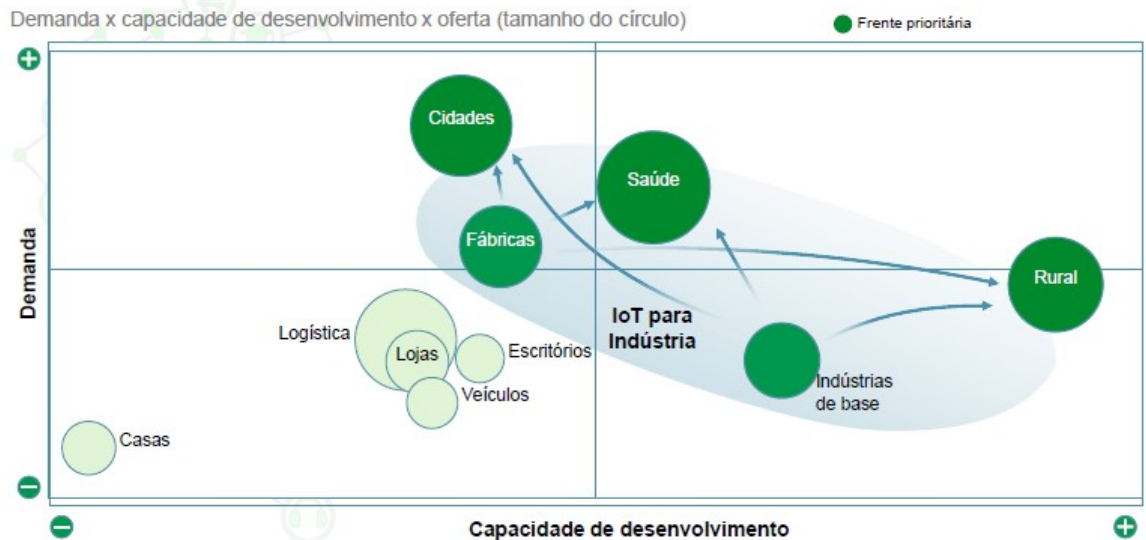 Demanda x capacidade de desenvolvimento x oferta (tamanho do círculo)
Frente prioritária
Cidades
Saúde
Fábricas
Demanda
Rural
IoT para
Indústria
Logística
Lojas
Escritórios
Veículos
Indústrias
de base
Casas
Capacidade de desenvolvimento